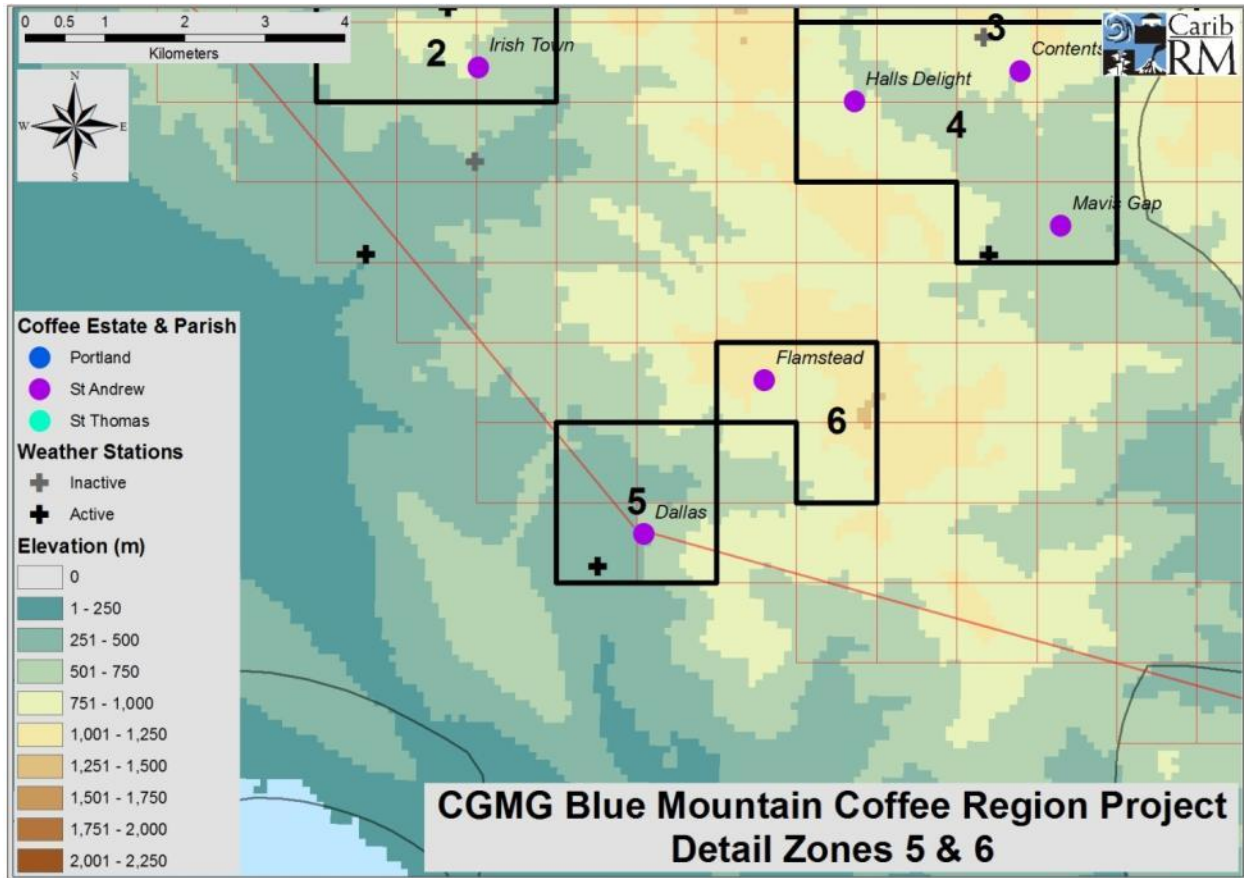 0 0.5 1 2 3 4
Kilometers
N
W E
S
2
Irish Town
3
Contents
Carib
RM
Halls Delight
4
Mavis Gap
Flamstead
6
5
Dallas
Coffee Estate & Parish
Portland
St Andrew
St Thomas
Weather Stations
Inactive
Active
Elevation (m)
0
1 - 250
251 - 500
501 - 750
751 - 1,000
1,001 - 1,250
1,251 - 1,500
1,501 - 1,750
1,751 - 2,000
2,001 - 2,250
CGMG Blue Mountain Coffee Region Project
Detail Zones 5 & 6